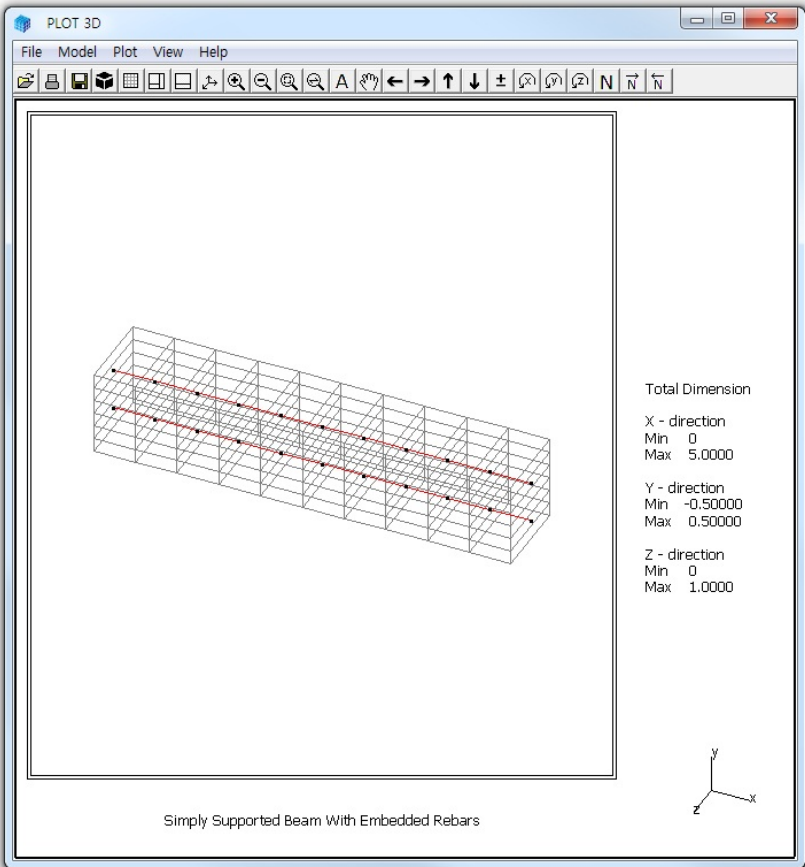 PLOT 3D
File Model Plot View Help
A x y z N N N
Total Dimension
X - direction
Min 0
Max 5.0000
Y - direction
Min -0.50000
Max 0.50000
Z - direction
Min 0
Max 1.0000
y
x
z
Simply Supported Beam With Embedded Rebars